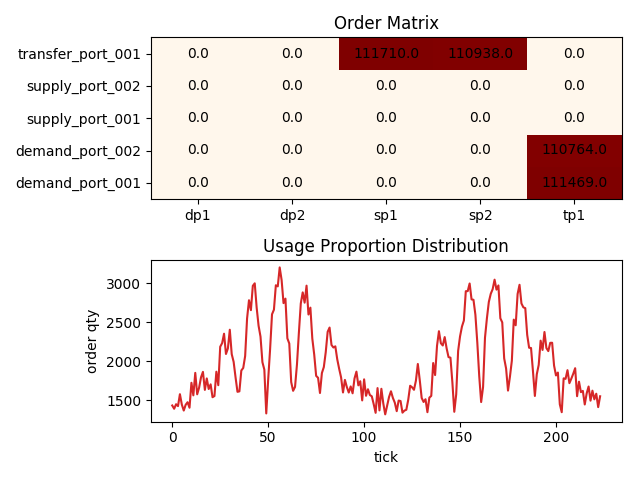 Order Matrix
transfer_port_001 0.0 0.0 111710.0 110938.0 0.0
supply_port_002 0.0 0.0 0.0 0.0 0.0
supply_port_001 0.0 0.0 0.0 0.0 0.0
demand_port_002 0.0 0.0 0.0 0.0 110764.0
demand_port_001 0.0 0.0 0.0 0.0 111469.0
dp1 dp2 sp1 sp2 tp1
Usage Proportion Distribution
order qty
3000
2500
2000
1500
0 50 100 150 200
tick